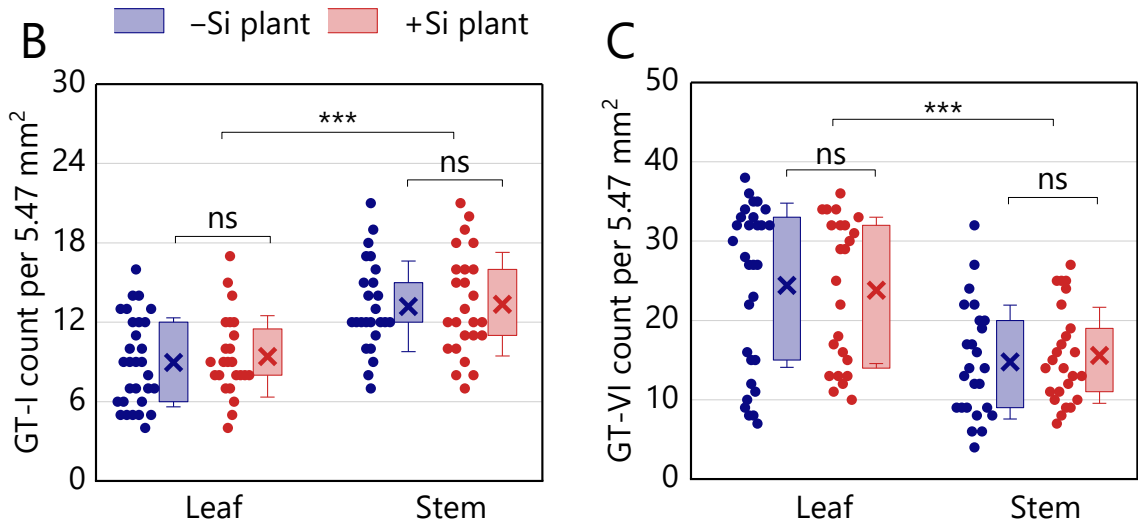 B
−Si plant
+Si plant
GT-I count per 5.47 mm²
30
24
18
12
6
0
***
ns
ns
Leaf
Stem
C
GT-VI count per 5.47 mm²
50
40
30
20
10
0
***
ns
ns
Leaf
Stem